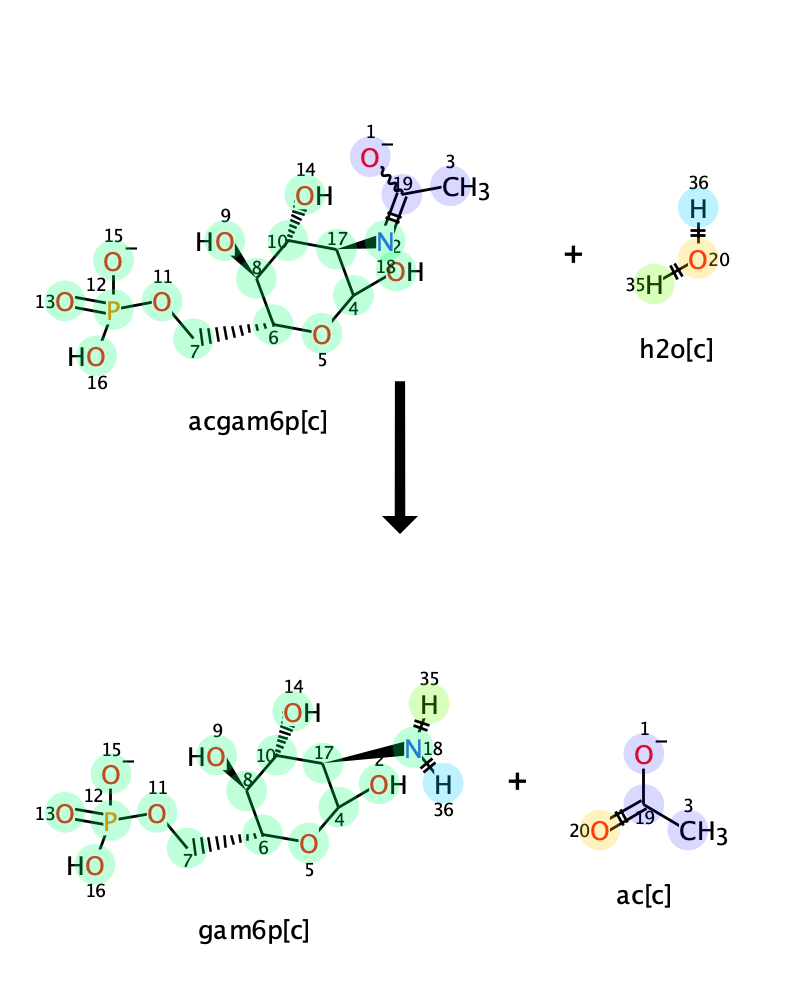 1
O −
3
14
19
CH3
36
OH
H
9
HO
10
17
N 2
15
18 OH
O −
+
O 20
8
35 H
12
11
4
13 O
P
O
6
O
h2o[c]
7
5
HO
16
acgam6p[c]
35
H
14
OH
1
O −
9
HO
10
17
N 18
15
2
O −
8
OH
H
+
36
12
11
3
13 O
P
O
4
20 O
19
CH3
6
O
7
5
HO
16
ac[c]
gam6p[c]